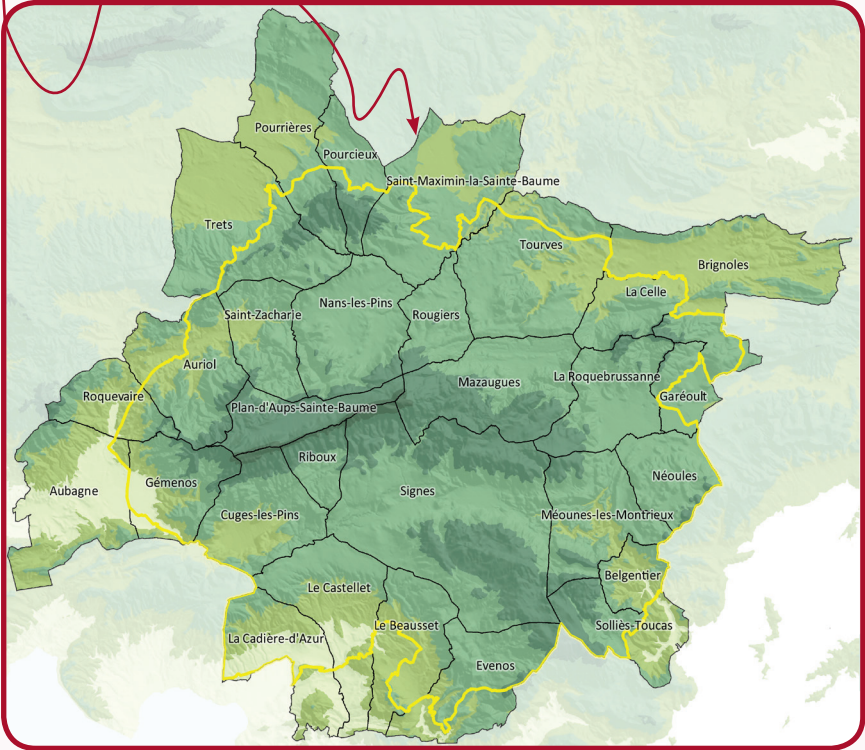 Pourrières
Pourcieux
Saint-Maximin-la-Sainte-Baume
Trets
Tourves
Brignoles
La Celle
Nans-les-Pins
Saint-Zacharie
Rougiers
Auriol
La Roquebrussanne
Mazaugues
Roquevaire
Garéoult
Plan-d'Aups-Sainte-Baume
Riboux
Néoules
Gémenos
Aubagne
Signes
Cuges-les-Pins
Méounes-les-Montrieux
Belgentier
Le Castellet
Le Beausset
Solliès-Toucas
La Cadière-d'Azur
Evenos